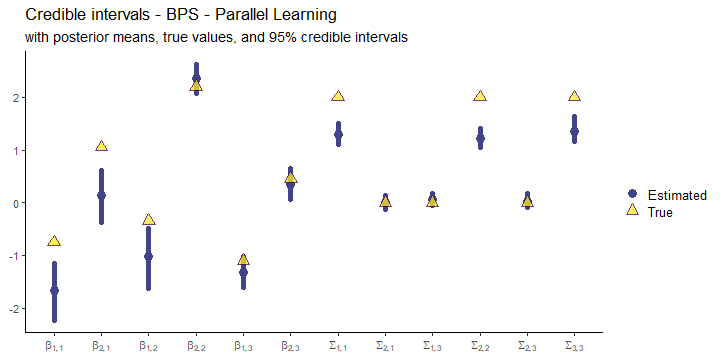 Credible intervals - BPS - Parallel Learning
with posterior means, true values, and 95% credible intervals
2
1
0
-1
-2
β1, 1 β2, 1 β1, 2 β2, 2 β1, 3 β2, 3 Σ1, 1 Σ2, 1 Σ1, 3 Σ2, 2 Σ2, 3 Σ3, 3
Estimated
True